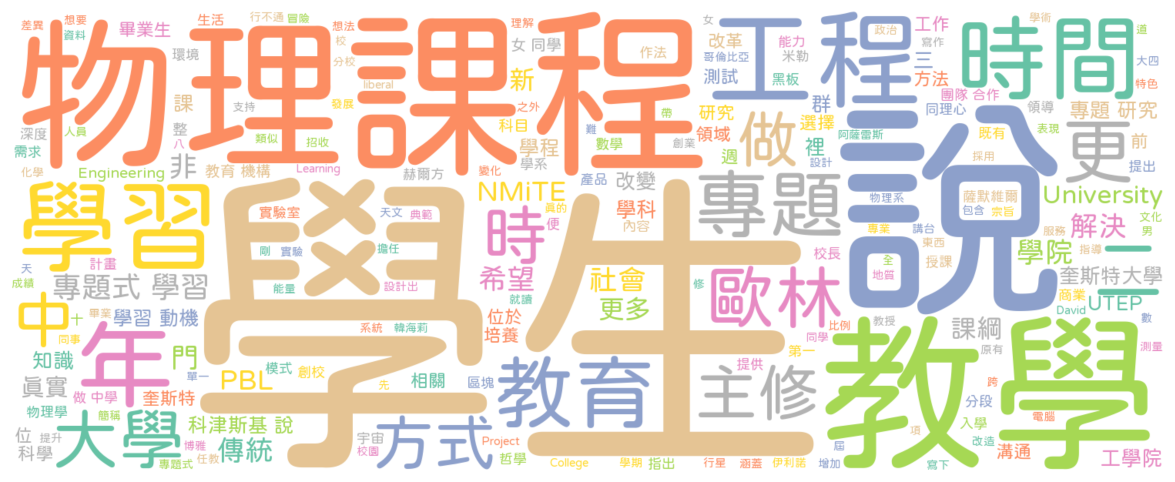 差異
想要
資料
畢業生
生活
行不通
冒險
想法
理解
作法
女
改革
哥倫比亞
能力
米勒
測試
黑板
政治
寫作
工作
三
方法
學術
道
大四
特色
物理
課程
工程
時間
環境
校
分校
女 同學
新
團隊 合作
領導
專題 研究
課
支持
liberal
發展
之外
科目
研究
群
選擇
同理心
既有
表現
更
前
提出
深度
人員
需求
整
八
類似
招收
難
數學
帶
創業
領域
阿薩雷斯
裡
做
說
採用
化學
Engineering
非
教育 機構
Learning
赫爾方
學程
學系
變化
產品
改變
週
設計
專題
物理系
包含
薩默維爾
宗旨
University
文化
男
學習
學生
實驗室
天文
典範
NMiTE
真的
便
學科
內容
專業
講台
東西
授課
服務
指導
解決
一
學院
天
成績
計畫
剛
實驗
擔任
時
希望
社會
校長
歐林
修
全
地質
奎斯特大學
專題式 學習
能量
設計出
就讀
更多
商業
UTEP
中
十
畢業
同事
學習 動機
系統
韓海莉
位於
培養
比例
同學
教授
原有
課綱
David
數
測量
年
門
知識
單一
PBL
模式
創校
先
相關
區塊
教育
提供
第一
主修
教學
跨
分段
做 中學
奎斯特
物理學
簡稱
科津斯基 說
入學
電腦
改造
位
提升
科學
大學
博雅
專題式
任教
傳統
宇宙
校園
方式
Project
哲學
College
學期
指出
行星
涵蓋
伊利諾
屆
增加
項
寫下
溝通
工學院